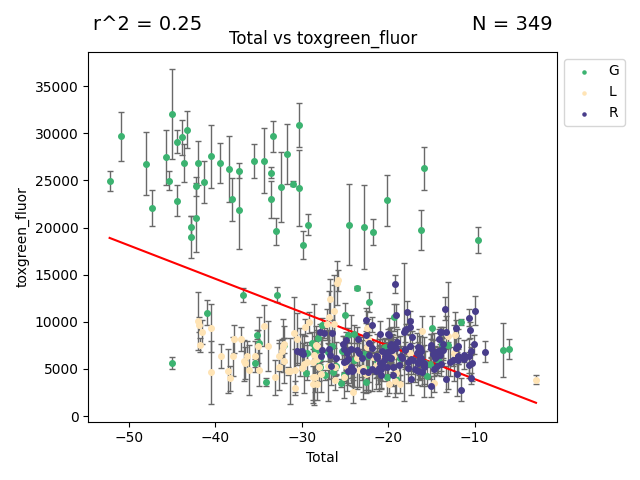 r^2 = 0.25
N = 349
Total vs toxgreen_fluor
G
L
R
35000
30000
25000
20000
15000
10000
5000
0
toxgreen_fluor
−50
−40
−30
−20
−10
Total